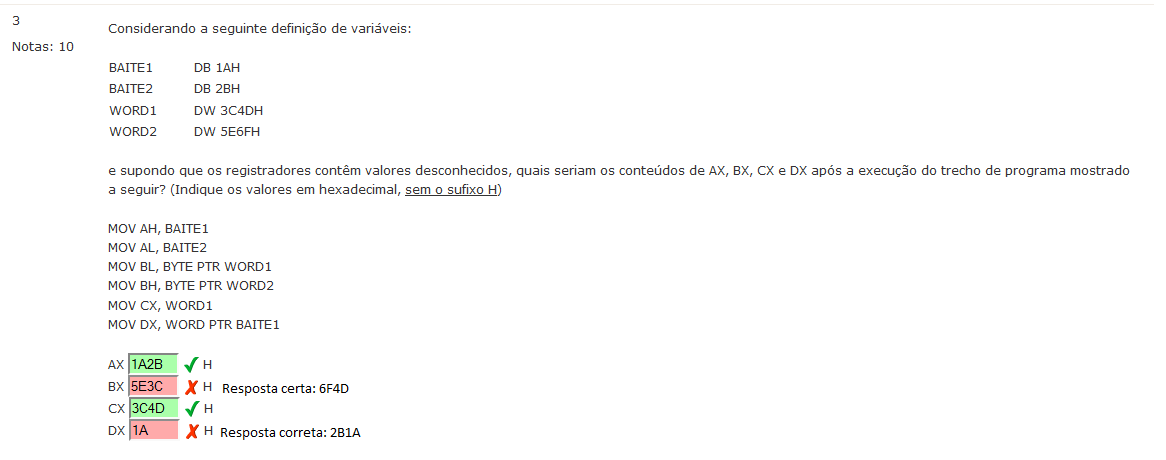 3
Notas: 10
Considerando a seguinte definição de variáveis:
BAITE1 DB 1AH
BAITE2 DB 2BH
WORD1 DW 3C4DH
WORD2 DW 5E6FH
e supondo que os registradores contêm valores desconhecidos, quais seriam os conteúdos de AX, BX, CX e DX após a execução do trecho de programa mostrado
a seguir? (Indique os valores em hexadecimal, sem o sufixo H)
MOV AH, BAITE1
MOV AL, BAITE2
MOV BL, BYTE PTR WORD1
MOV BH, BYTE PTR WORD2
MOV CX, WORD1
MOV DX, WORD PTR BAITE1
AX 1A2B H
BX 5E3C H Resposta certa: 6F4D
CX 3C4D H
DX 1A H Resposta correta: 2B1A